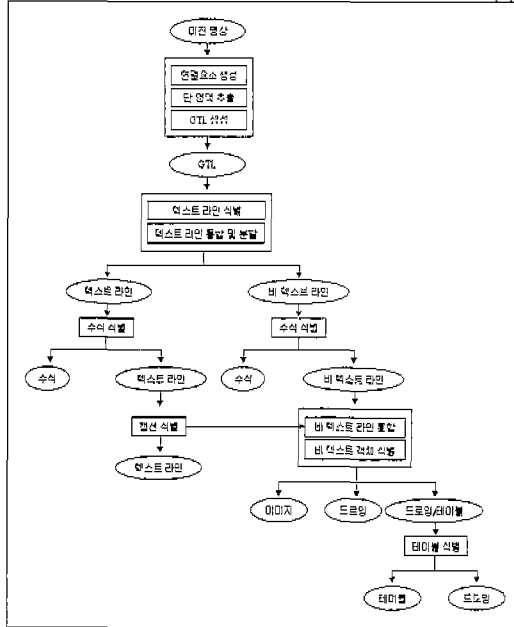 이진 영상
연결요소 생성
단 영역 추출
GTL 생성
GTL
텍스트 라인 식별
텍스트 라인 통합 및 분할
텍스트 라인
비 텍스트 라인
수식 식별
수식 식별
수식
텍스트 라인
수식
비 텍스트 라인
캡션 식별
비 텍스트 라인 통합
비 텍스트 객체 식별
텍스트 라인
이미지
드로잉
드로잉/테이블
테이블 식별
테이블
드로잉